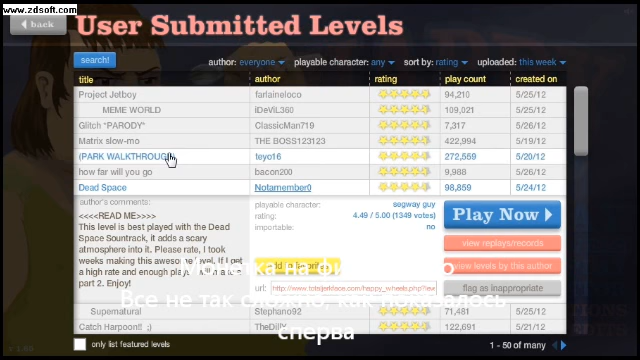 www.zdsoft.com
back
User Submitted Levels
search!
author: everyone playable character: any sort by: rating uploaded: this week
title author rating play count created on
Project Jetboy farlaineloco 94,210 5/25/12
MEME WORLD iDeViL360 109,021 5/25/12
Glitch "PARODY" ClassicMan719 7,317 5/26/12
Matrix slow-mo THE BOSS123123 422,994 5/19/12
(PARK WALKTHROUGH) teyo16 272,559 5/20/12
how far will you go bacon200 9,988 5/26/12
Dead Space Notamember0 98,859 5/24/12
author's comments:
<<<<READ ME>>>>
This level is best played with the Dead
Space Sountrack, it adds a scary
atmosphere into it. Please rate, I took
weeks making this awesome level. If I get
a high rate and enough plays
part 2. Enjoy!
playable character: segway guy
rating: 4.49 / 5.00 (1349 votes)
importable: no
Play Now
view replays/records
view levels by this author
url: http://www.totaljerkface.com/happy_wheels.php?lev
flag as inappropriate
Все не так сложно, как показалось
сперва
Supernatural Stephano92 71,481 5/25/12
Catch Harpoon!! ;) TheDill 122,691 5/21/12
only list featured levels
1 - 50 of many